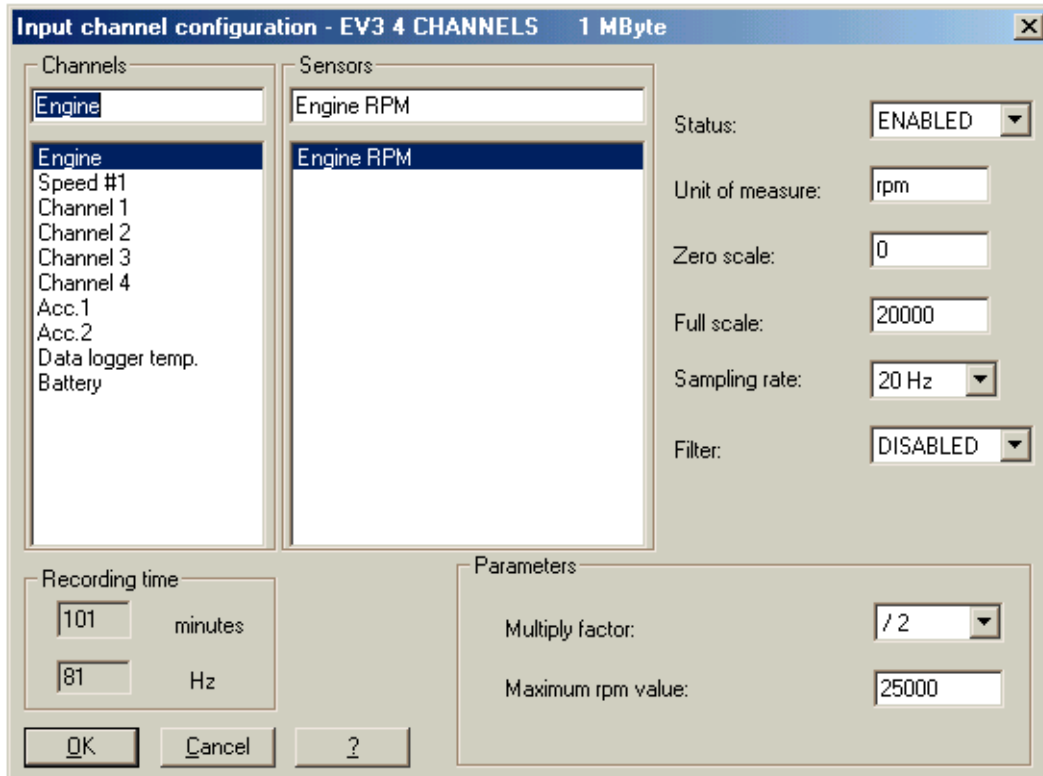 Input channel configuration - EV3 4 CHANNELS 1 MByte
Channels
Engine
Engine
Speed #1
Channel 1
Channel 2
Channel 3
Channel 4
Acc.1
Acc.2
Data logger temp.
Battery
Sensors
Engine RPM
Engine RPM
Status: ENABLED
Unit of measure: rpm
Zero scale: 0
Full scale: 20000
Sampling rate: 20 Hz
Filter: DISABLED
Recording time
101 minutes
81 Hz
Parameters
Multiply factor: / 2
Maximum rpm value: 25000
OK Cancel ?